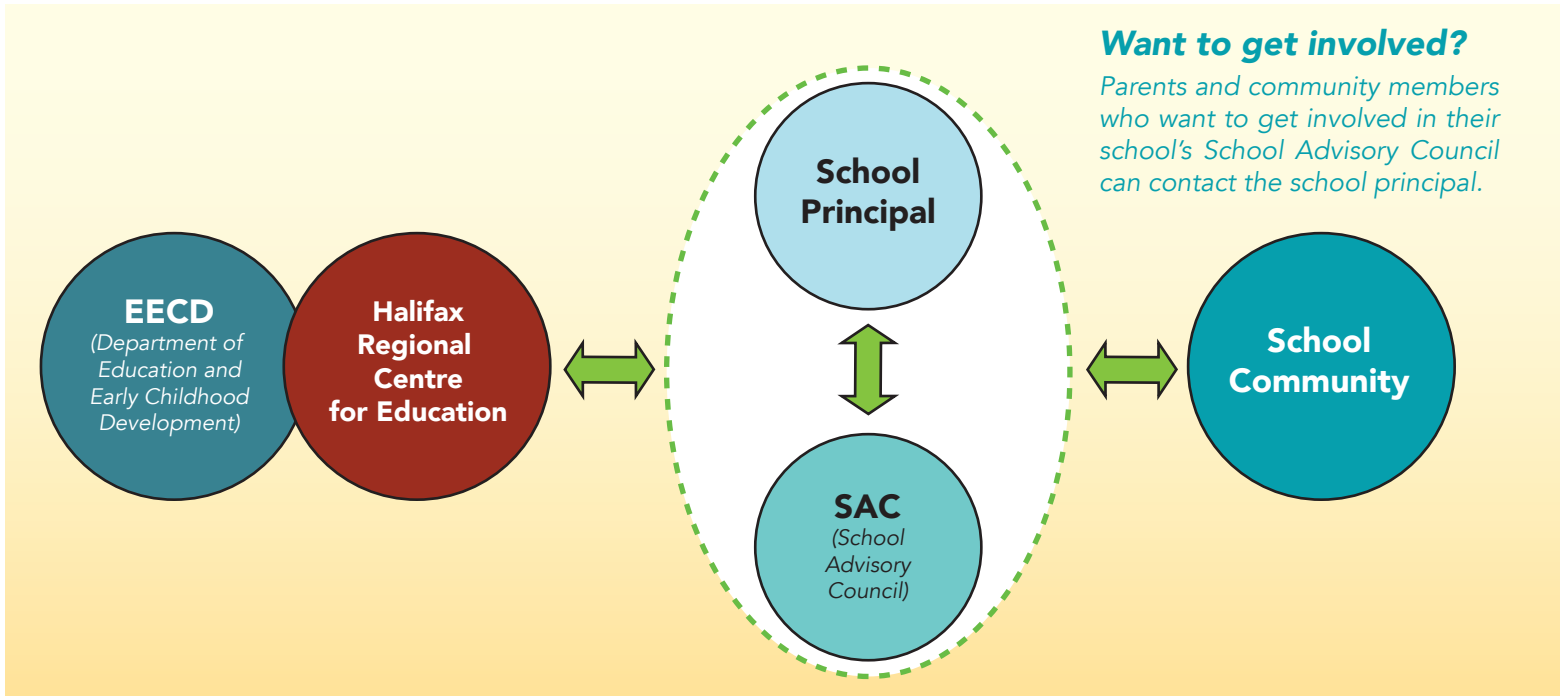 Want to get involved?
Parents and community members
who want to get involved in their
school's School Advisory Council
can contact the school principal.
EECD
(Department of
Education and
Early Childhood
Development)
Halifax
Regional
Centre
for Education
School
Principal
SAC
(School
Advisory
Council)
School
Community